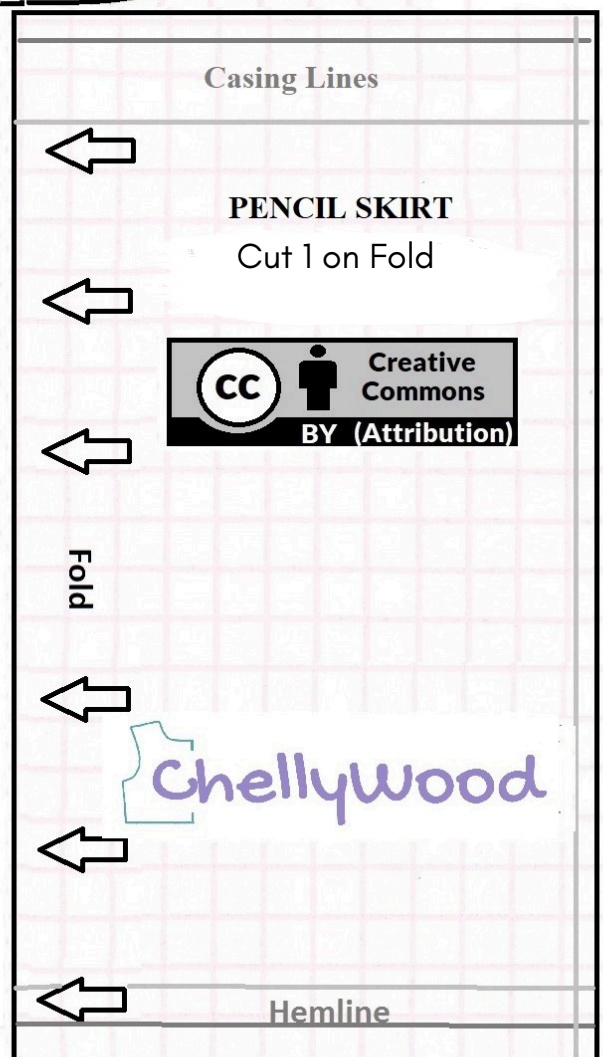 Casing Lines
PENCIL SKIRT
Cut 1 on Fold
cc
Creative
Commons
BY (Attribution)
Fold
ChellyWood
Hemline